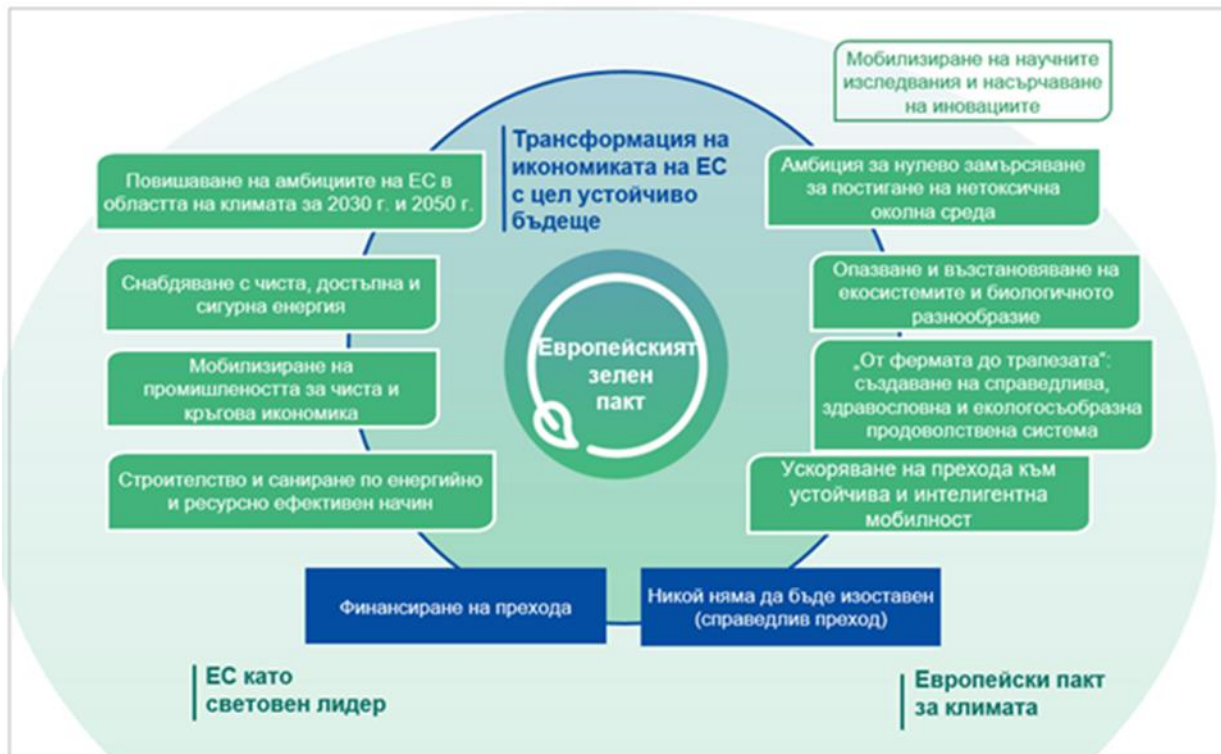 Мобилизиране на научните
изследвания и насърчаване
на иновациите
Трансформация на
икономиката на ЕС
с цел устойчиво
бъдеще
Повишаване на амбициите на ЕС в
областта на климата за 2030 г. и 2050 г.
Амбиция за нулево замърсяване
за постигане на нетоксична
околна среда
Снабдяване с чиста, достъпна и
сигурна енергия
Опазване и възстановяване на
екосистемите и биологичното
разнообразие
Европейският
зелен
пакт
Мобилизиране на
промишлеността за чиста и
кръгова икономика
„От фермата до трапезата“:
създаване на справедлива,
здравословна и екологосъобразна
продоволствена система
Строителство и саниране по енергийно
и ресурсно ефективен начин
Ускоряване на прехода към
устойчива и интелигентна
мобилност
Финансиране на прехода
Никой няма да бъде изоставен
(справедлив преход)
ЕС като
световен лидер
Европейски пакт
за климата